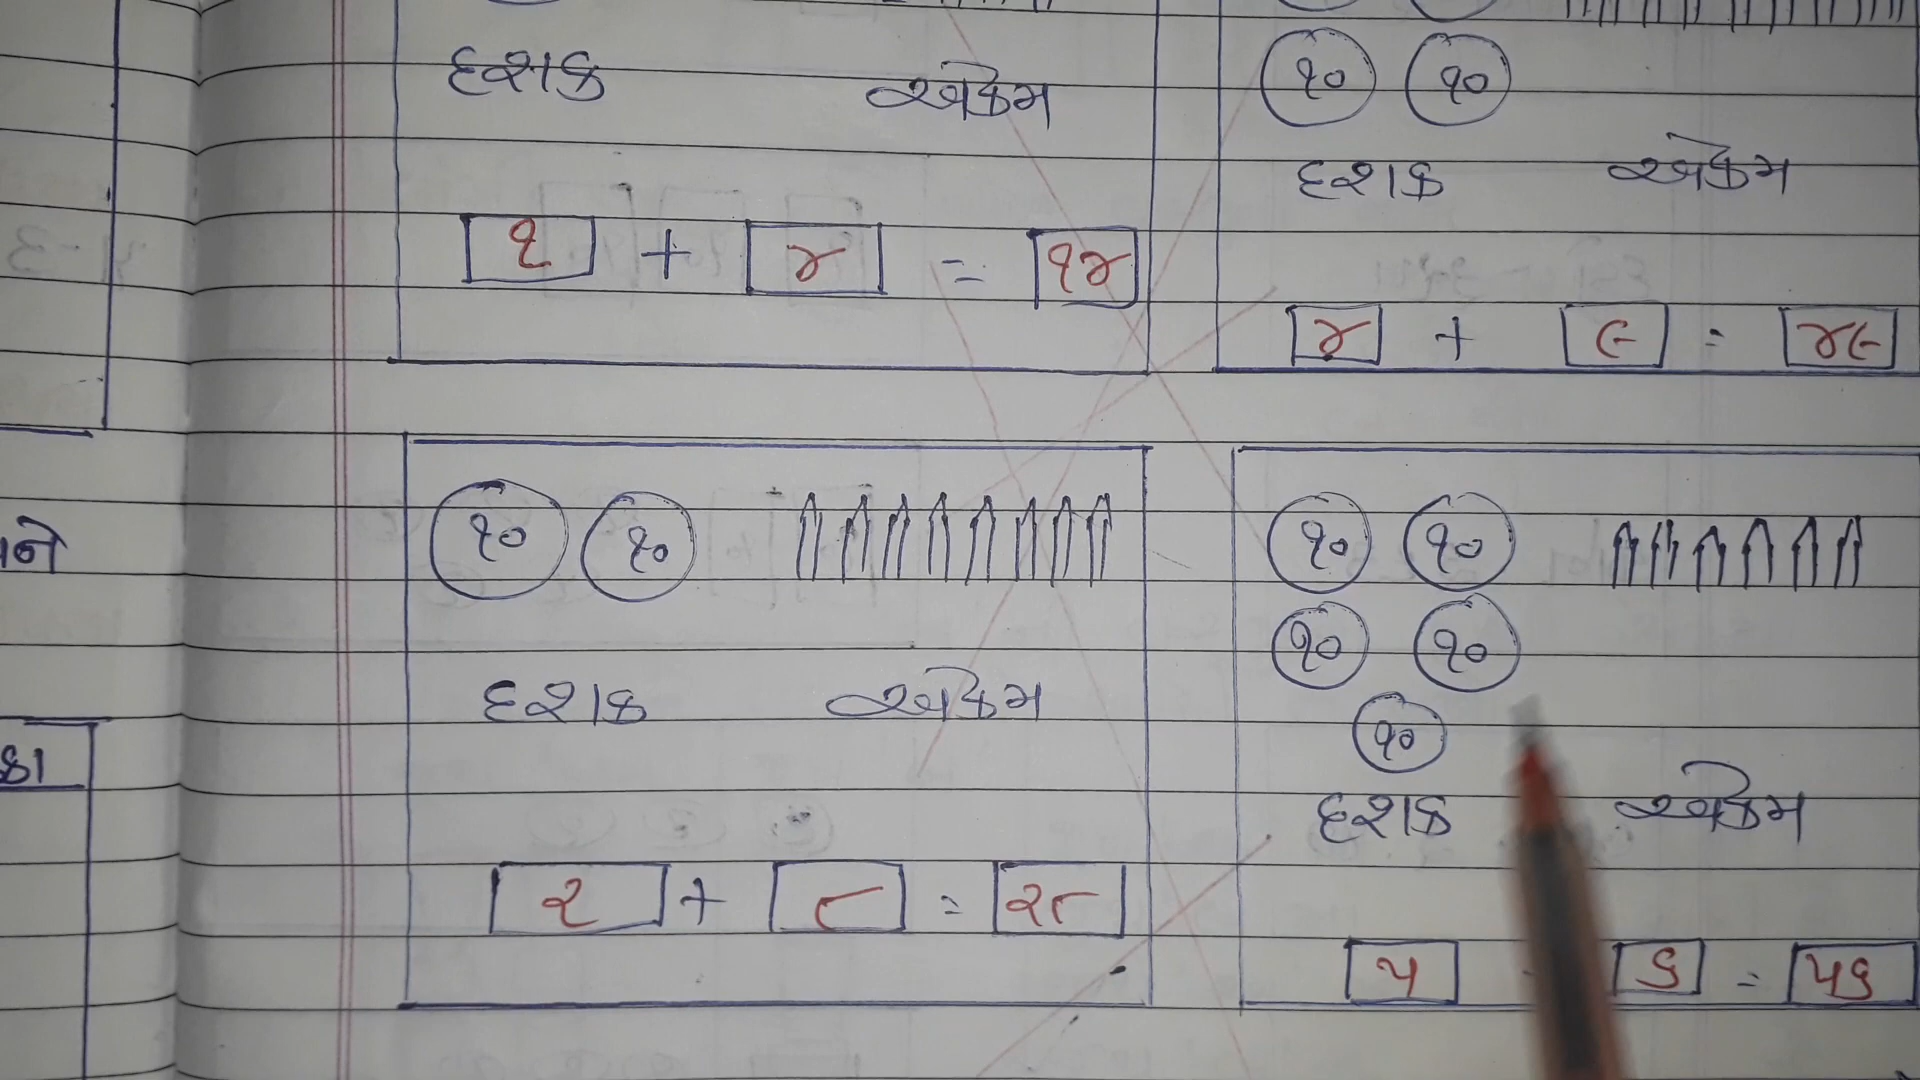 દશક એકમ
૧ + ૪ = ૧૪
૧૦ ૧૦
દશક એકમ
૪ + ૯ = ૪૯
૧૦ ૧૦
દશક એકમ
૨ + ૮ = ૨૮
૧૦ ૧૦
૧૦ ૧૦
૧૦
દશક એકમ
૫ ૬ = ૫૬